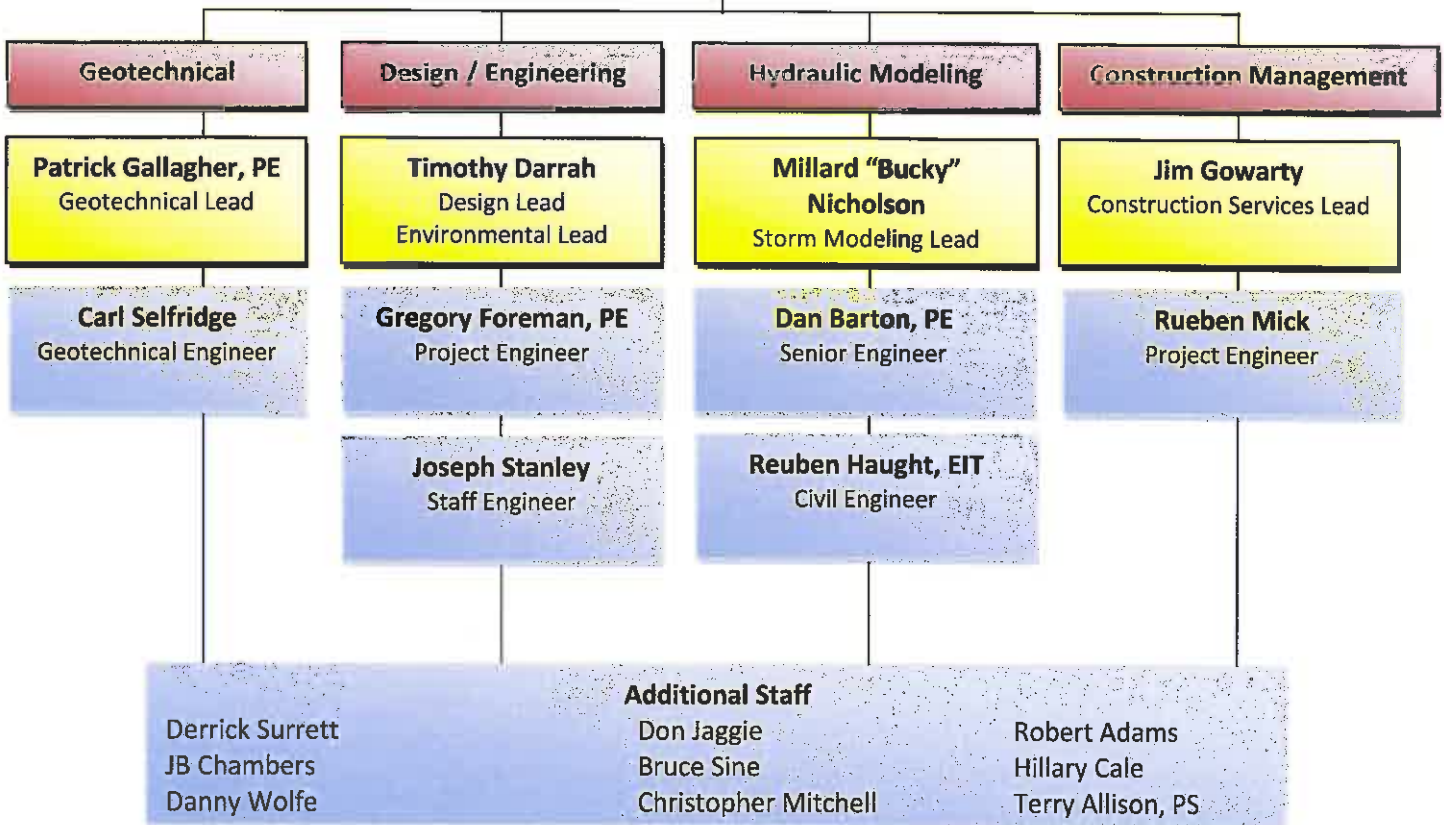 Geotechnical
Design / Engineering
Hydraulic Modeling
Construction Management
Patrick Gallagher, PE
Geotechnical Lead
Timothy Darrah
Design Lead
Environmental Lead
Millard "Bucky"
Nicholson
Storm Modeling Lead
Jim Gowarty
Construction Services Lead
Carl Selfridge
Geotechnical Engineer
Gregory Foreman, PE
Project Engineer
Dan Barton, PE
Senior Engineer
Rueben Mick
Project Engineer
Joseph Stanley
Staff Engineer
Reuben Haught, EIT
Civil Engineer
Additional Staff
Derrick Surrett
JB Chambers
Danny Wolfe
Don Jaggie
Bruce Sine
Christopher Mitchell
Robert Adams
Hillary Cale
Terry Allison, PS